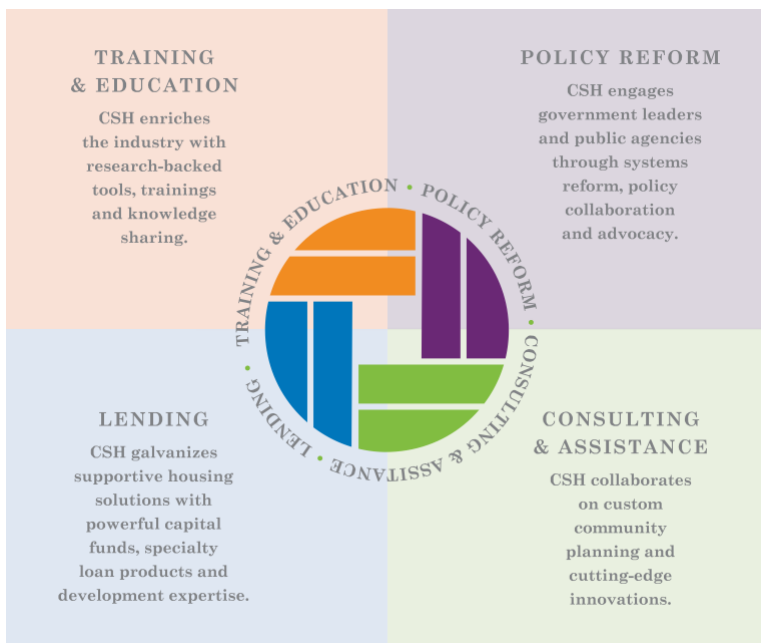 TRAINING
& EDUCATION
CSH enriches
the industry with
research-backed
tools, trainings
and knowledge
sharing.
POLICY REFORM
CSH engages
government leaders
and public agencies
through systems
reform, policy
collaboration
and advocacy.
TRAINING & EDUCATION • POLICY REFORM • CONSULTING & ASSITANCE • LENDING •
LENDING
CSH galvanizes
supportive housing
solutions with
powerful capital
funds, specialty
loan products and
development expertise.
CONSULTING
& ASSISTANCE
CSH collaborates
on custom
community
planning and
cutting-edge
innovations.